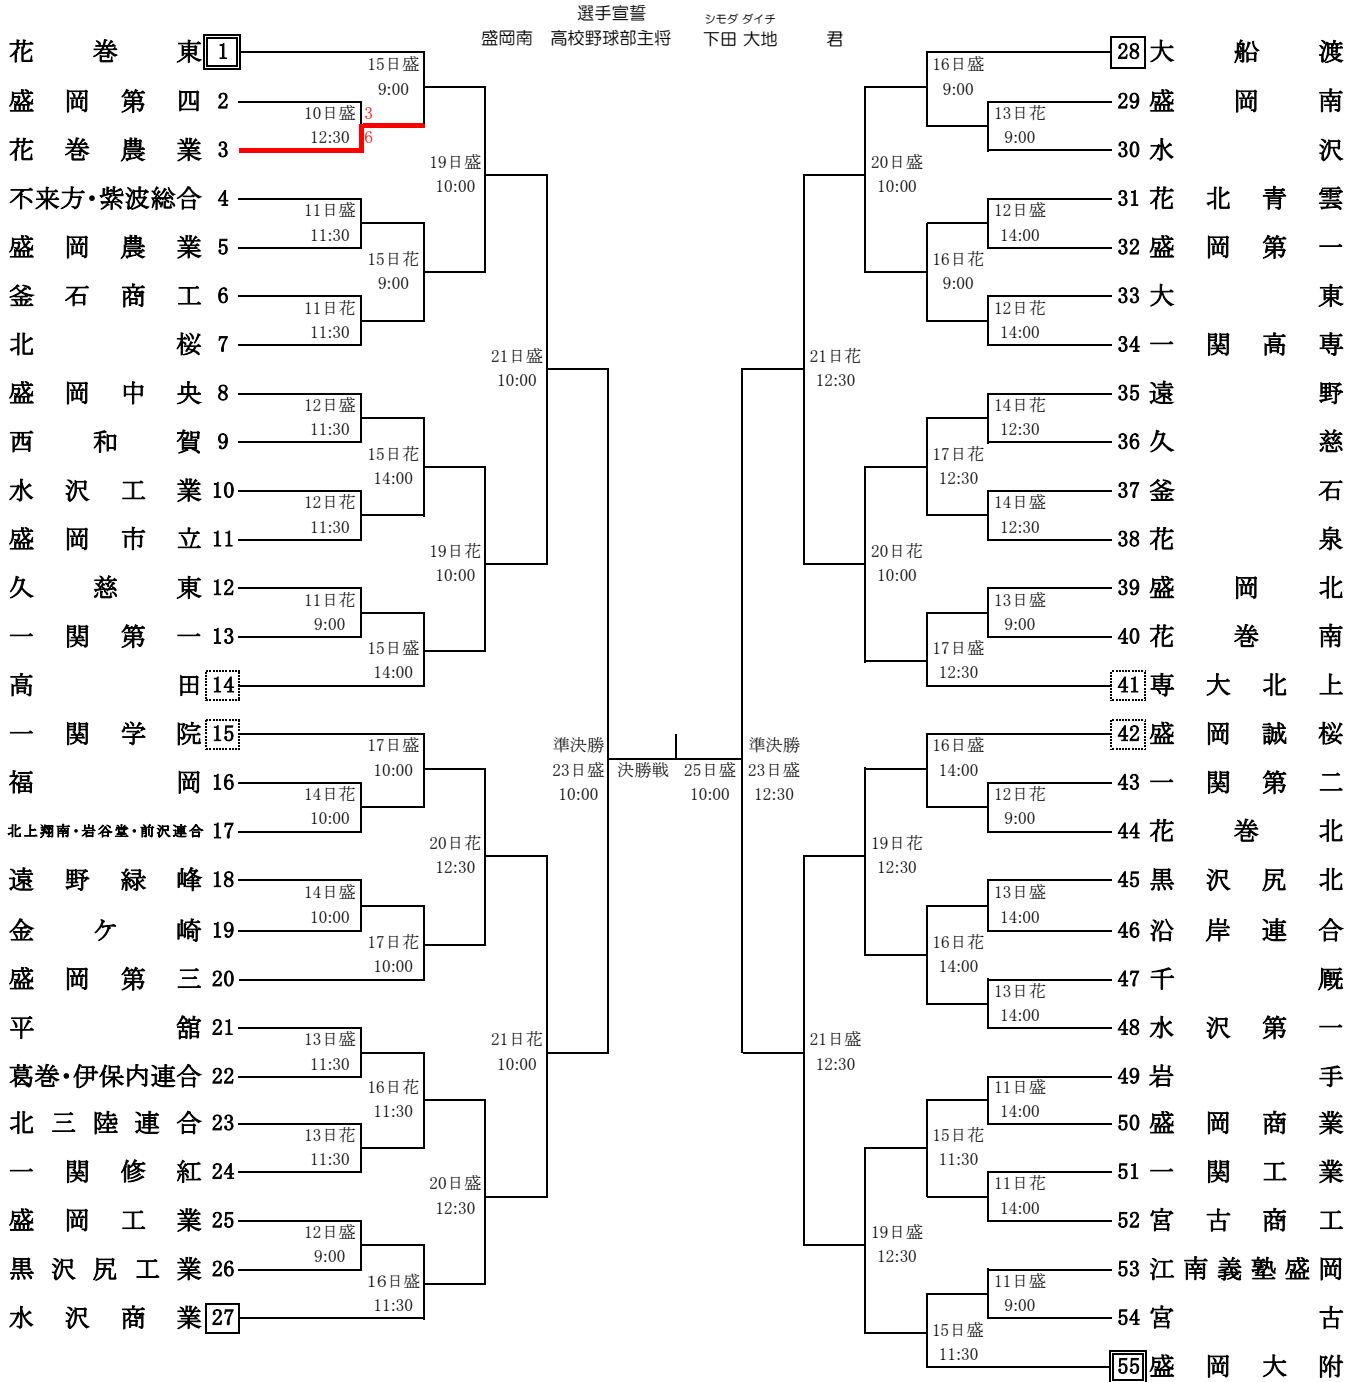 選手宣誓
シモダ ダイチ
盛岡南 高校野球部主将 下田 大地 君
花巻東 1
盛岡第四 2
花巻農業 3
不来方・紫波総合 4
盛岡農業 5
釜石商工 6
北桜 7
盛岡中央 8
西和賀 9
水沢工業 10
盛岡市立 11
久慈東 12
一関第一 13
高田 14
一関学院 15
福岡 16
北上翔南・岩谷堂・前沢連合 17
遠野緑峰 18
金ケ崎 19
盛岡第三 20
平舘 21
葛巻・伊保内連合 22
北三陸連合 23
一関修紅 24
盛岡工業 25
黒沢尻工業 26
水沢商業 27
10日盛
12:30
3
6
11日盛
11:30
11日花
11:30
12日盛
11:30
12日花
11:30
11日花
9:00
14日花
10:00
14日盛
10:00
13日盛
11:30
13日花
11:30
12日盛
9:00
15日盛
9:00
15日花
9:00
15日花
14:00
15日盛
14:00
17日盛
10:00
17日花
10:00
16日花
11:30
16日盛
11:30
19日盛
10:00
19日花
10:00
20日花
12:30
20日盛
12:30
21日盛
10:00
21日花
10:00
準決勝
23日盛
10:00
決勝戦 25日盛
10:00
準決勝
23日盛
12:30
21日花
12:30
21日盛
12:30
20日盛
10:00
20日花
10:00
19日花
12:30
19日盛
12:30
16日盛
9:00
16日花
9:00
17日花
12:30
17日盛
12:30
16日盛
14:00
16日花
14:00
15日花
11:30
15日盛
11:30
13日花
9:00
12日盛
14:00
12日花
14:00
14日花
12:30
14日盛
12:30
13日盛
9:00
12日花
9:00
13日盛
14:00
13日花
14:00
11日盛
14:00
11日花
14:00
11日盛
9:00
28 大船渡
29 盛岡南
30 水沢
31 花北青雲
32 盛岡第一
33 大東
34 一関高専
35 遠野
36 久慈
37 釜石
38 花泉
39 盛岡北
40 花巻南
41 専大北上
42 盛岡誠桜
43 一関第二
44 花巻北
45 黒沢尻北
46 沿岸連合
47 千厩
48 水沢第一
49 岩手
50 盛岡商業
51 一関工業
52 宮古商工
53 江南義塾盛岡
54 宮古
55 盛岡大附